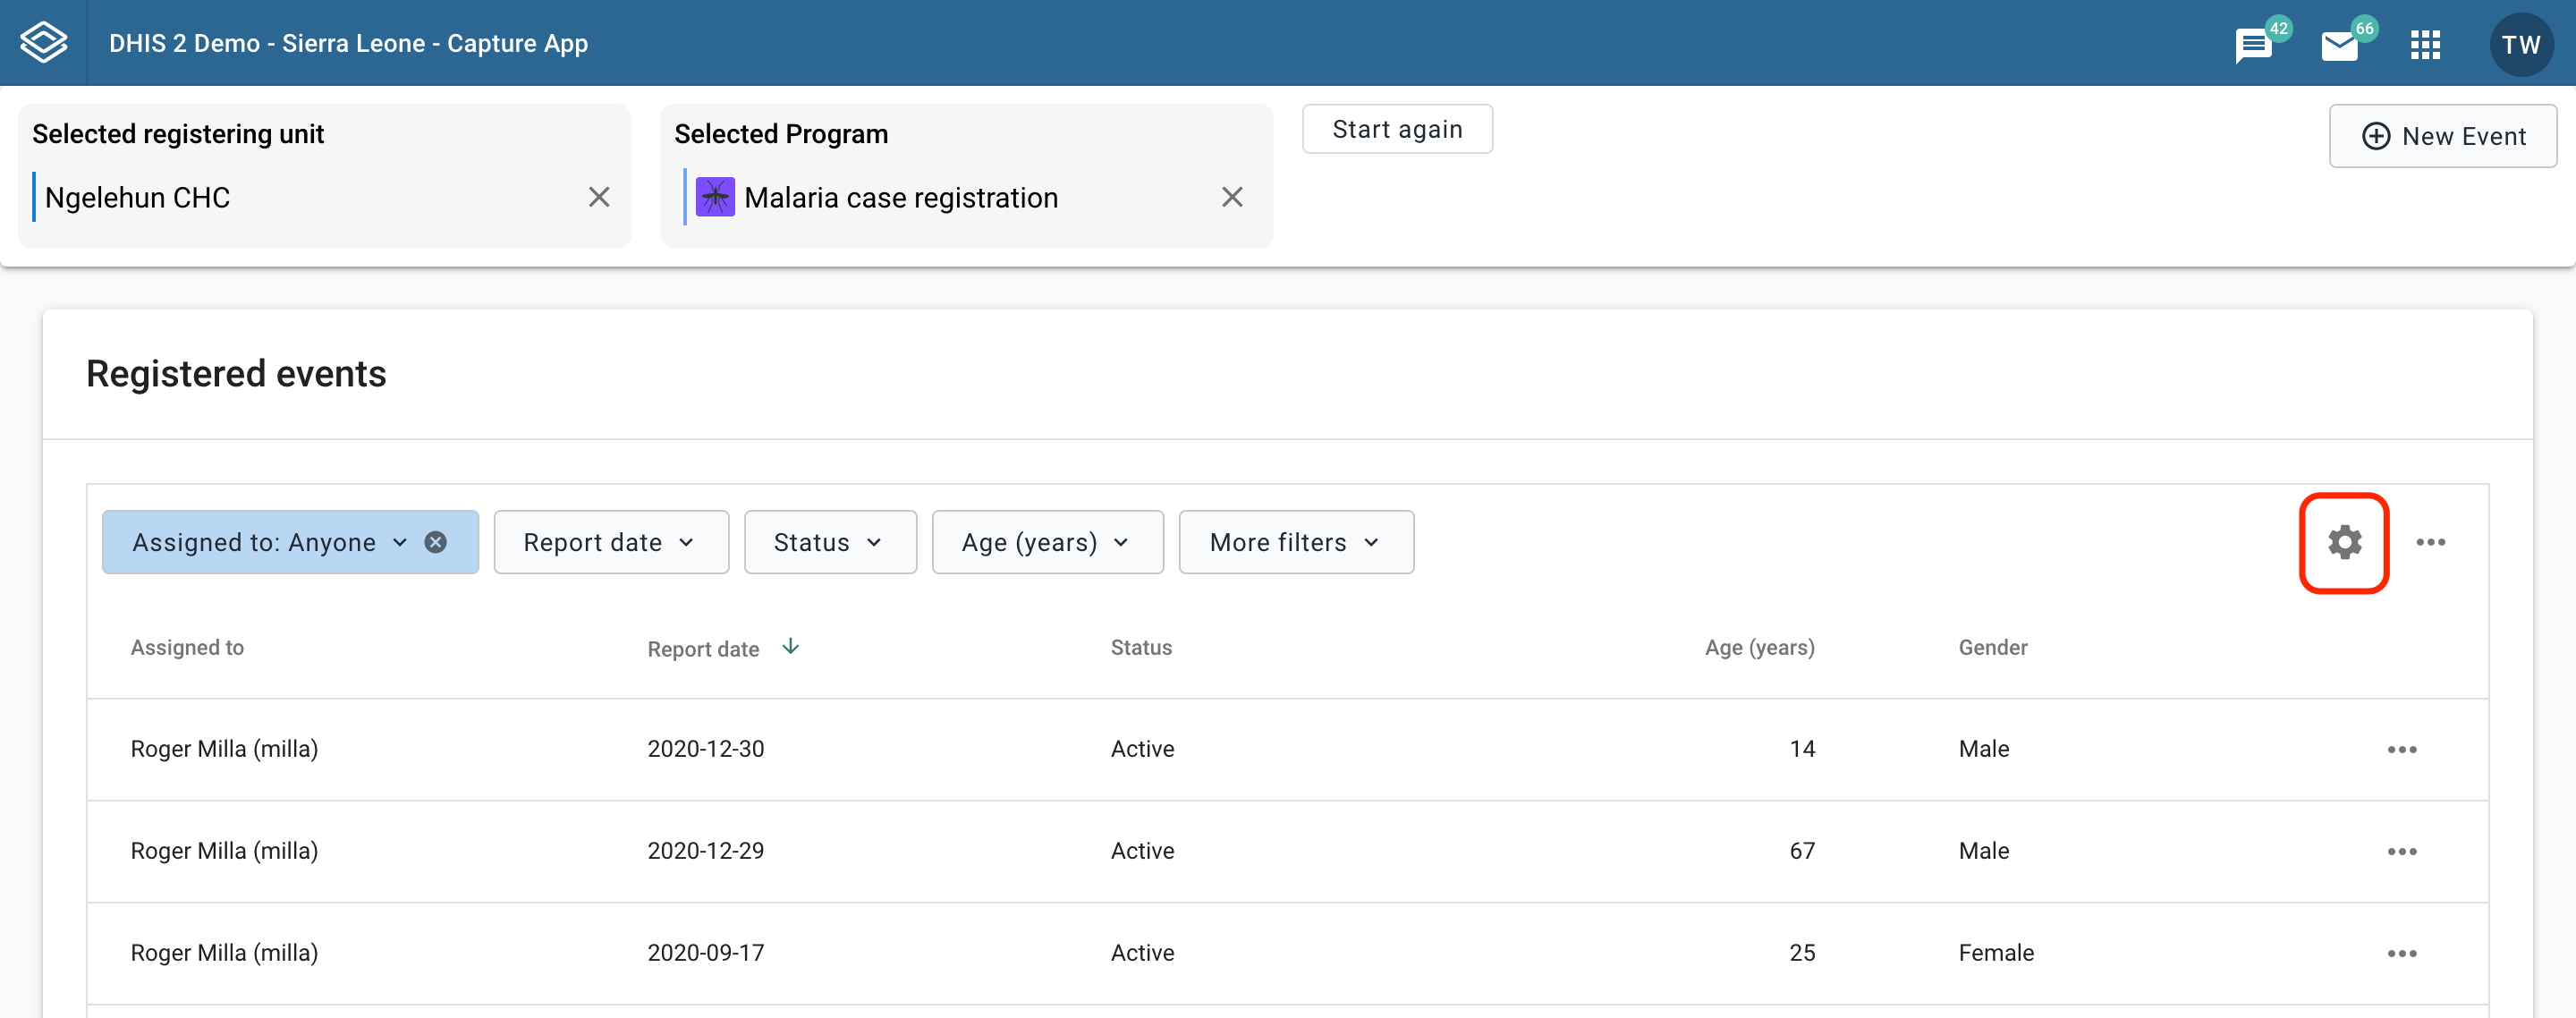 DHIS 2 Demo - Sierra Leone - Capture App
42
66
TW
Selected registering unit
Ngelehun CHC
Selected Program
Malaria case registration
Start again
New Event
Registered events
Assigned to: Anyone
Report date
Status
Age (years)
More filters
Assigned to Report date Status Age (years) Gender
Roger Milla (milla) 2020-12-30 Active 14 Male
Roger Milla (milla) 2020-12-29 Active 67 Male
Roger Milla (milla) 2020-09-17 Active 25 Female